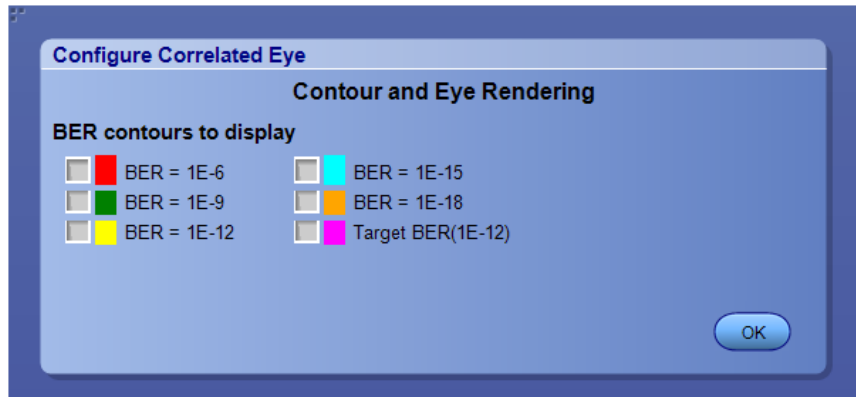 Configure Correlated Eye
Contour and Eye Rendering
BER contours to display
BER = 1E-6
BER = 1E-15
BER = 1E-9
BER = 1E-18
BER = 1E-12
Target BER(1E-12)
OK